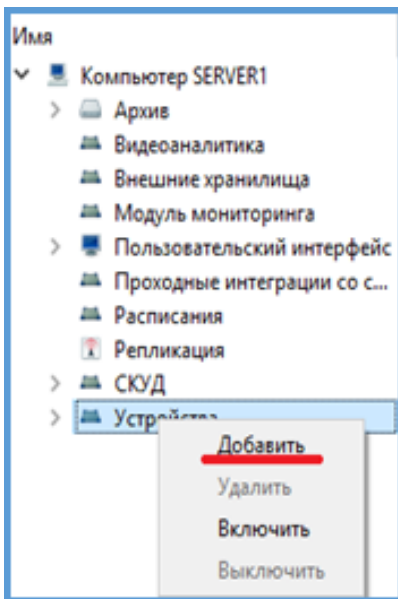 Имя
Компьютер SERVER1
Архив
Видеоаналитика
Внешние хранилища
Модуль мониторинга
Пользовательский интерфейс
Проходные интеграции со с...
Расписания
Репликация
СКУД
Устройства
Добавить
Удалить
Включить
Выключить